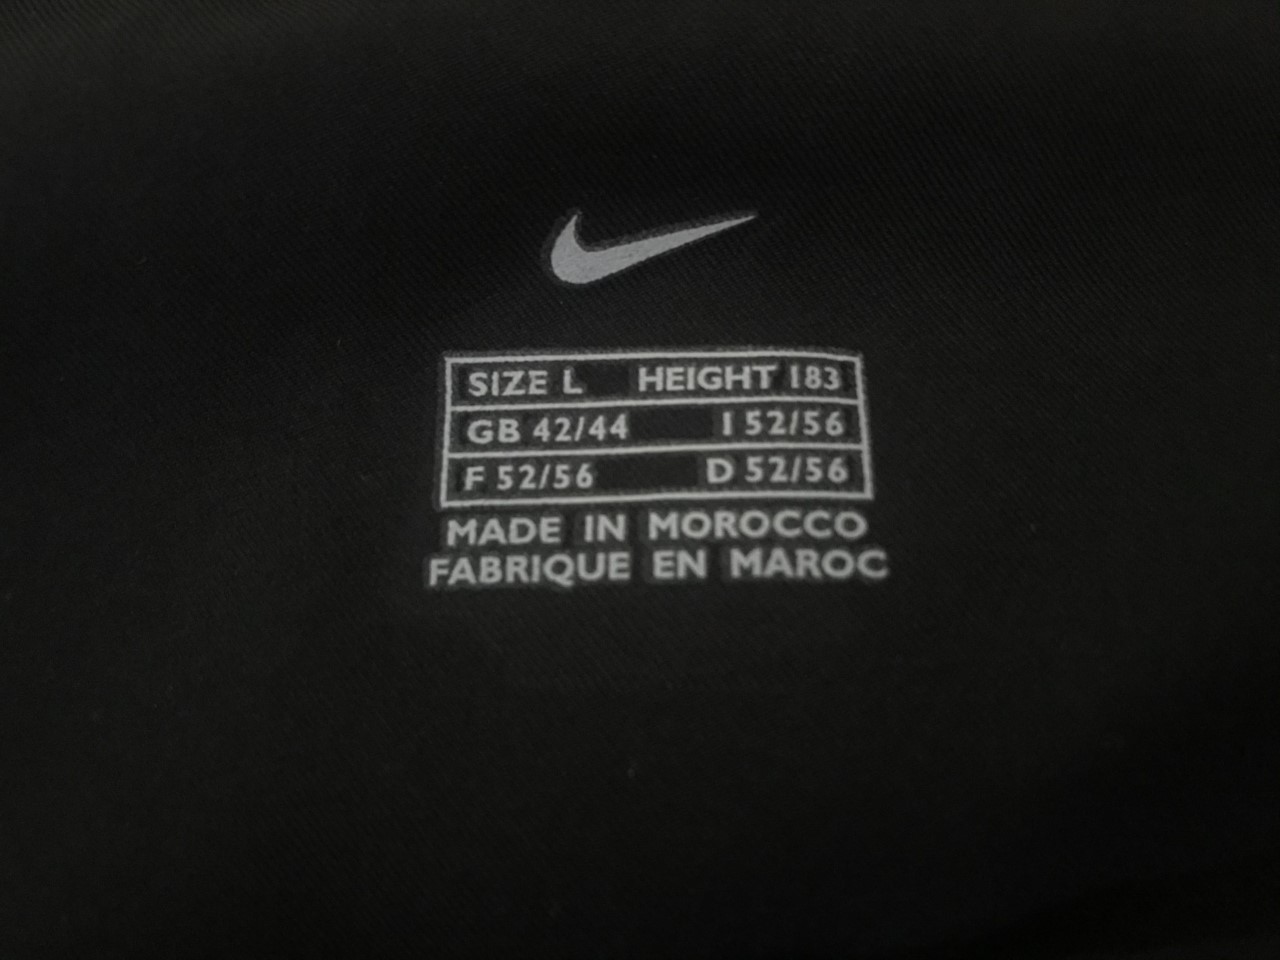 SIZE L HEIGHT 183
GB 42/44 I 52/56
F 52/56 D 52/56
MADE IN MOROCCO
FABRIQUE EN MAROC